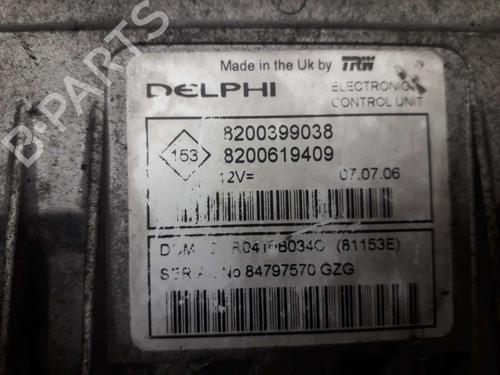 Made in the Uk by TRW
DELPHI ELECTRONIC
CONTROL UNIT
8200399038
153 8200619409
12V= 07.07.06
(81153E)
No 84797570 GZG
B-PARTS